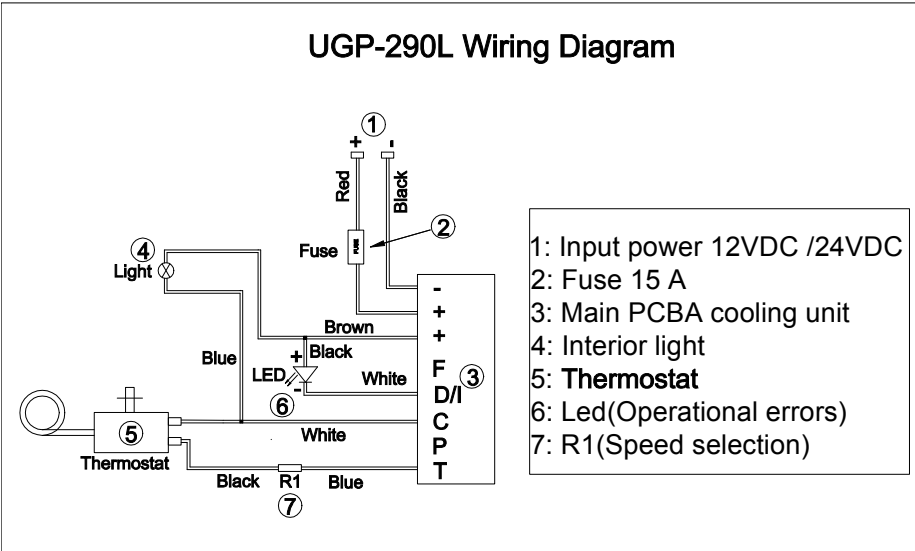 UGP-290L Wiring Diagram
1
+ -
Red
Black
Fuse
FUSE
2
4
Light
-
+
Brown
+
Blue
+
Black
LED
-
White
F
D/I
3
6
C
White
P
5
Thermostat
T
Black
R1
Blue
7
1: Input power 12VDC /24VDC
2: Fuse 15 A
3: Main PCBA cooling unit
4: Interior light
5: Thermostat
6: Led(Operational errors)
7: R1(Speed selection)